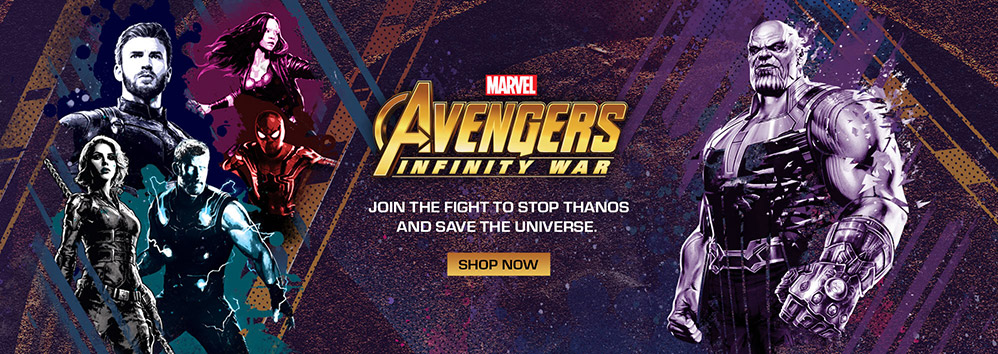 MARVEL
AVENGERS
INFINITY WAR
JOIN THE FIGHT TO STOP THANOS
AND SAVE THE UNIVERSE.
SHOP NOW